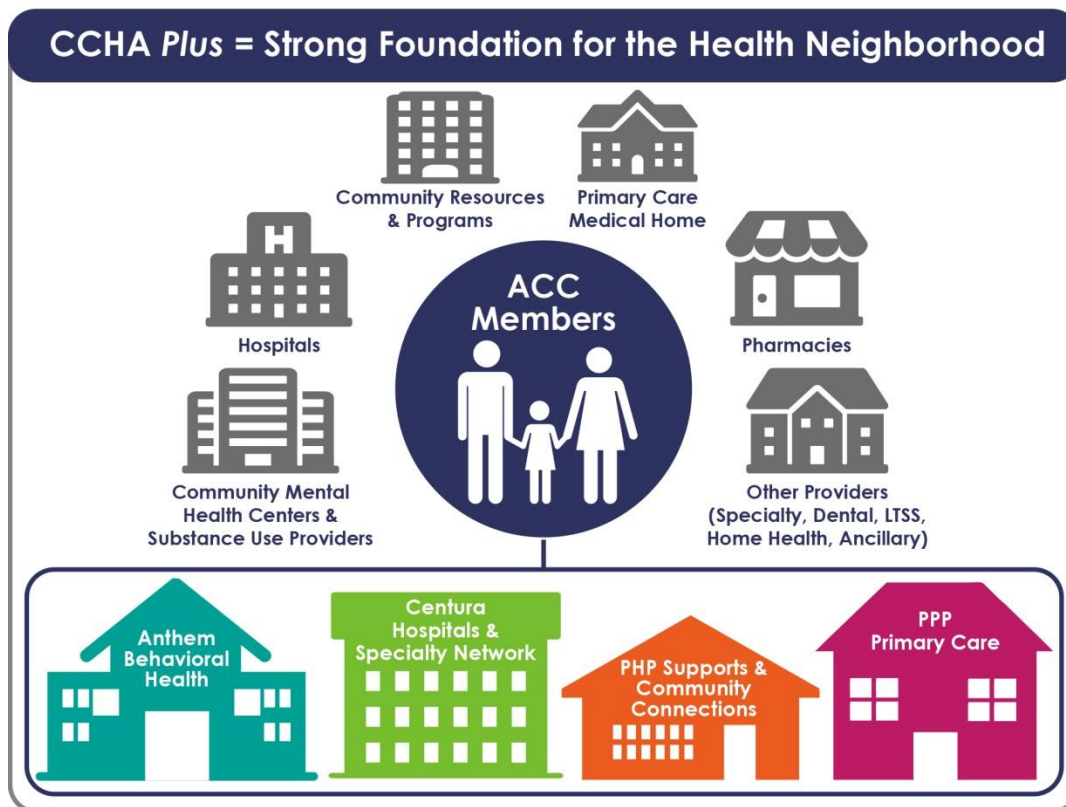 CCHA Plus = Strong Foundation for the Health Neighborhood
Community Resources
& Programs
Primary Care
Medical Home
H
Hospitals
ACC
Members
Pharmacies
Community Mental
Health Centers &
Substance Use Providers
Other Providers
(Specialty, Dental, LTSS,
Home Health, Ancillary)
Anthem
Behavioral
Health
Centura
Hospitals &
Specialty Network
PHP Supports &
Community
Connections
PPP
Primary Care